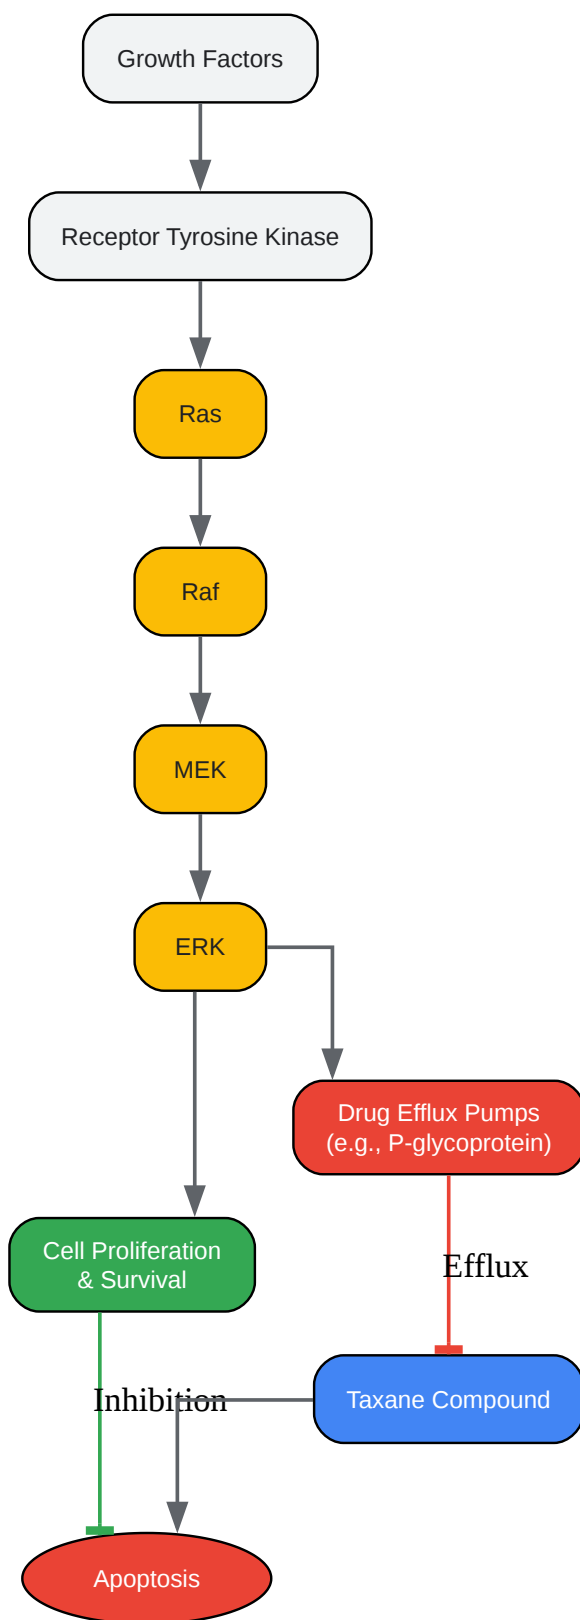 Growth Factors
Receptor Tyrosine Kinase
Ras
Raf
MEK
ERK
Drug Efflux Pumps
(e.g., P-glycoprotein)
Cell Proliferation
& Survival
Efflux
Inhibition
Taxane Compound
Apoptosis